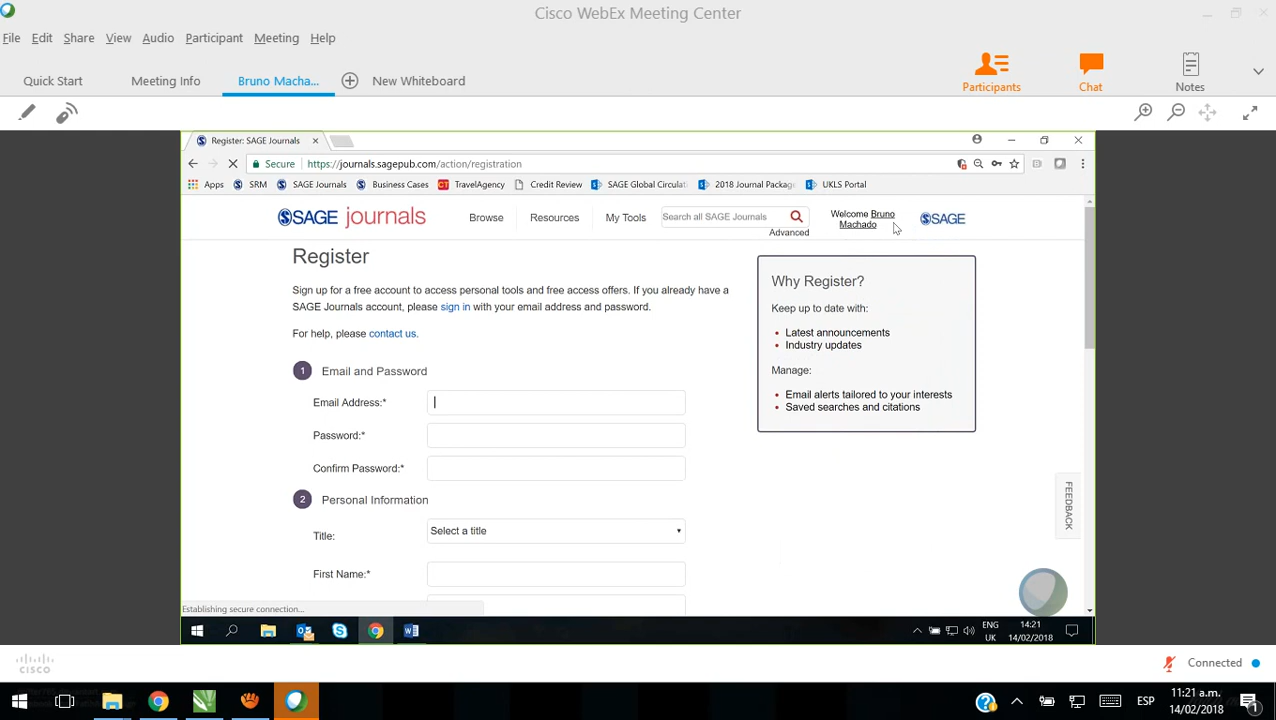 Cisco WebEx Meeting Center
File Edit Share View Audio Participant Meeting Help
Quick Start Meeting Info Bruno Macha... New Whiteboard
Participants Chat Notes
Register: SAGE Journals
Secure https://journals.sagepub.com/action/registration
Apps SRM SAGE Journals Business Cases CT TravelAgency Credit Review SAGE Global Circulati 2018 Journal Package UKLS Portal
SAGE journals Browse Resources My Tools Search all SAGE Journals Welcome Bruno SAGE
Machado
Advanced
Register
Sign up for a free account to access personal tools and free access offers. If you already have a
SAGE Journals account, please sign in with your email address and password.
For help, please contact us.
Why Register?
Keep up to date with:
Latest announcements
Industry updates
Manage:
Email alerts tailored to your interests
Saved searches and citations
1 Email and Password
Email Address:*
Password:*
Confirm Password:*
2 Personal Information
Title: Select a title
First Name:*
FEEDBACK
Establishing secure connection...
ENG 14:21
UK 14/02/2018
CISCO Connected
ESP 11:21 a.m.
14/02/2018 1